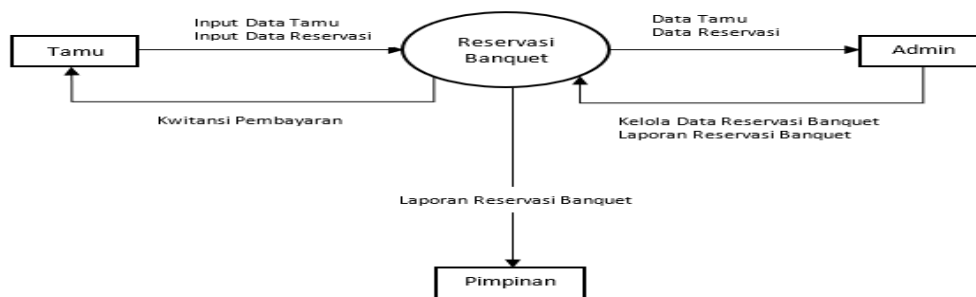 Input Data Tamu
Input Data Reservasi
Tamu
Reservasi
Banquet
Data Tamu
Data Reservasi
Admin
Kwitansi Pembayaran
Kelola Data Reservasi Banquet
Laporan Reservasi Banquet
Laporan Reservasi Banquet
Pimpinan